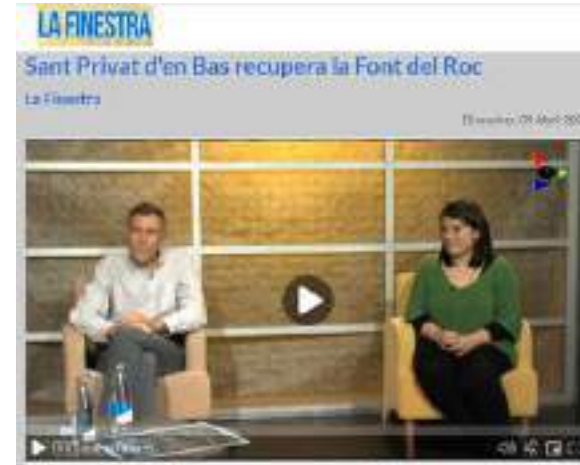 LA FINESTRA
Sant Privat d'en Bas recupera la Font del Roc
La Finestra